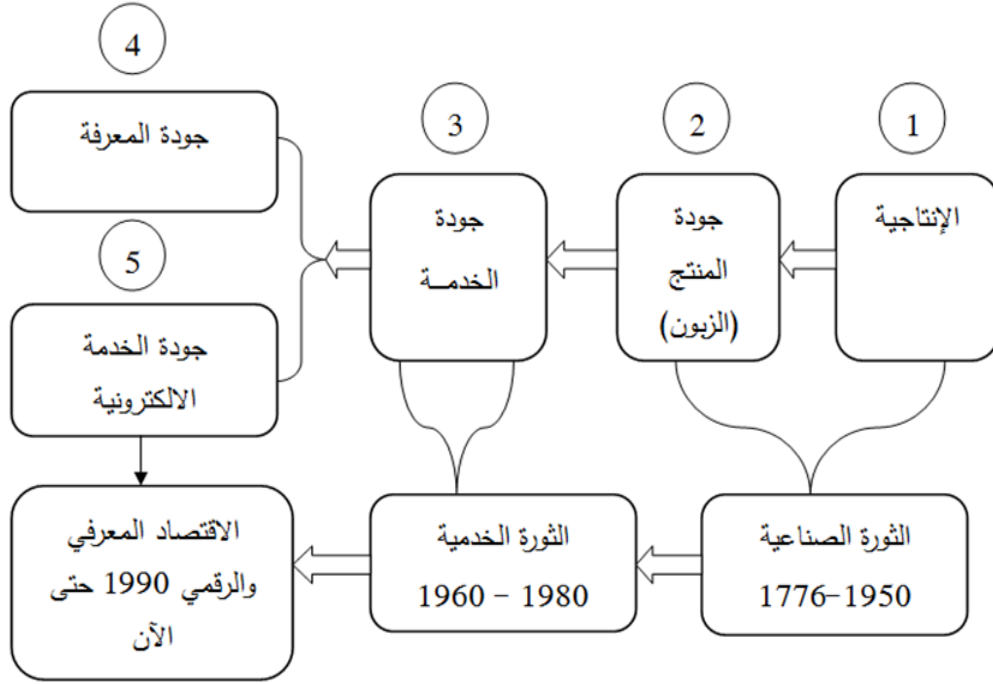 1
الإنتاجية
2
جودة
المنتج
(الزبون)
3
جودة
الخدمــة
4
جودة المعرفة
5
جودة الخدمة
الالكترونية
الثورة الصناعية
1776-1950
الثورة الخدمية
1960 - 1980
الاقتصاد المعرفي
والرقمي 1990 حتى
الآن